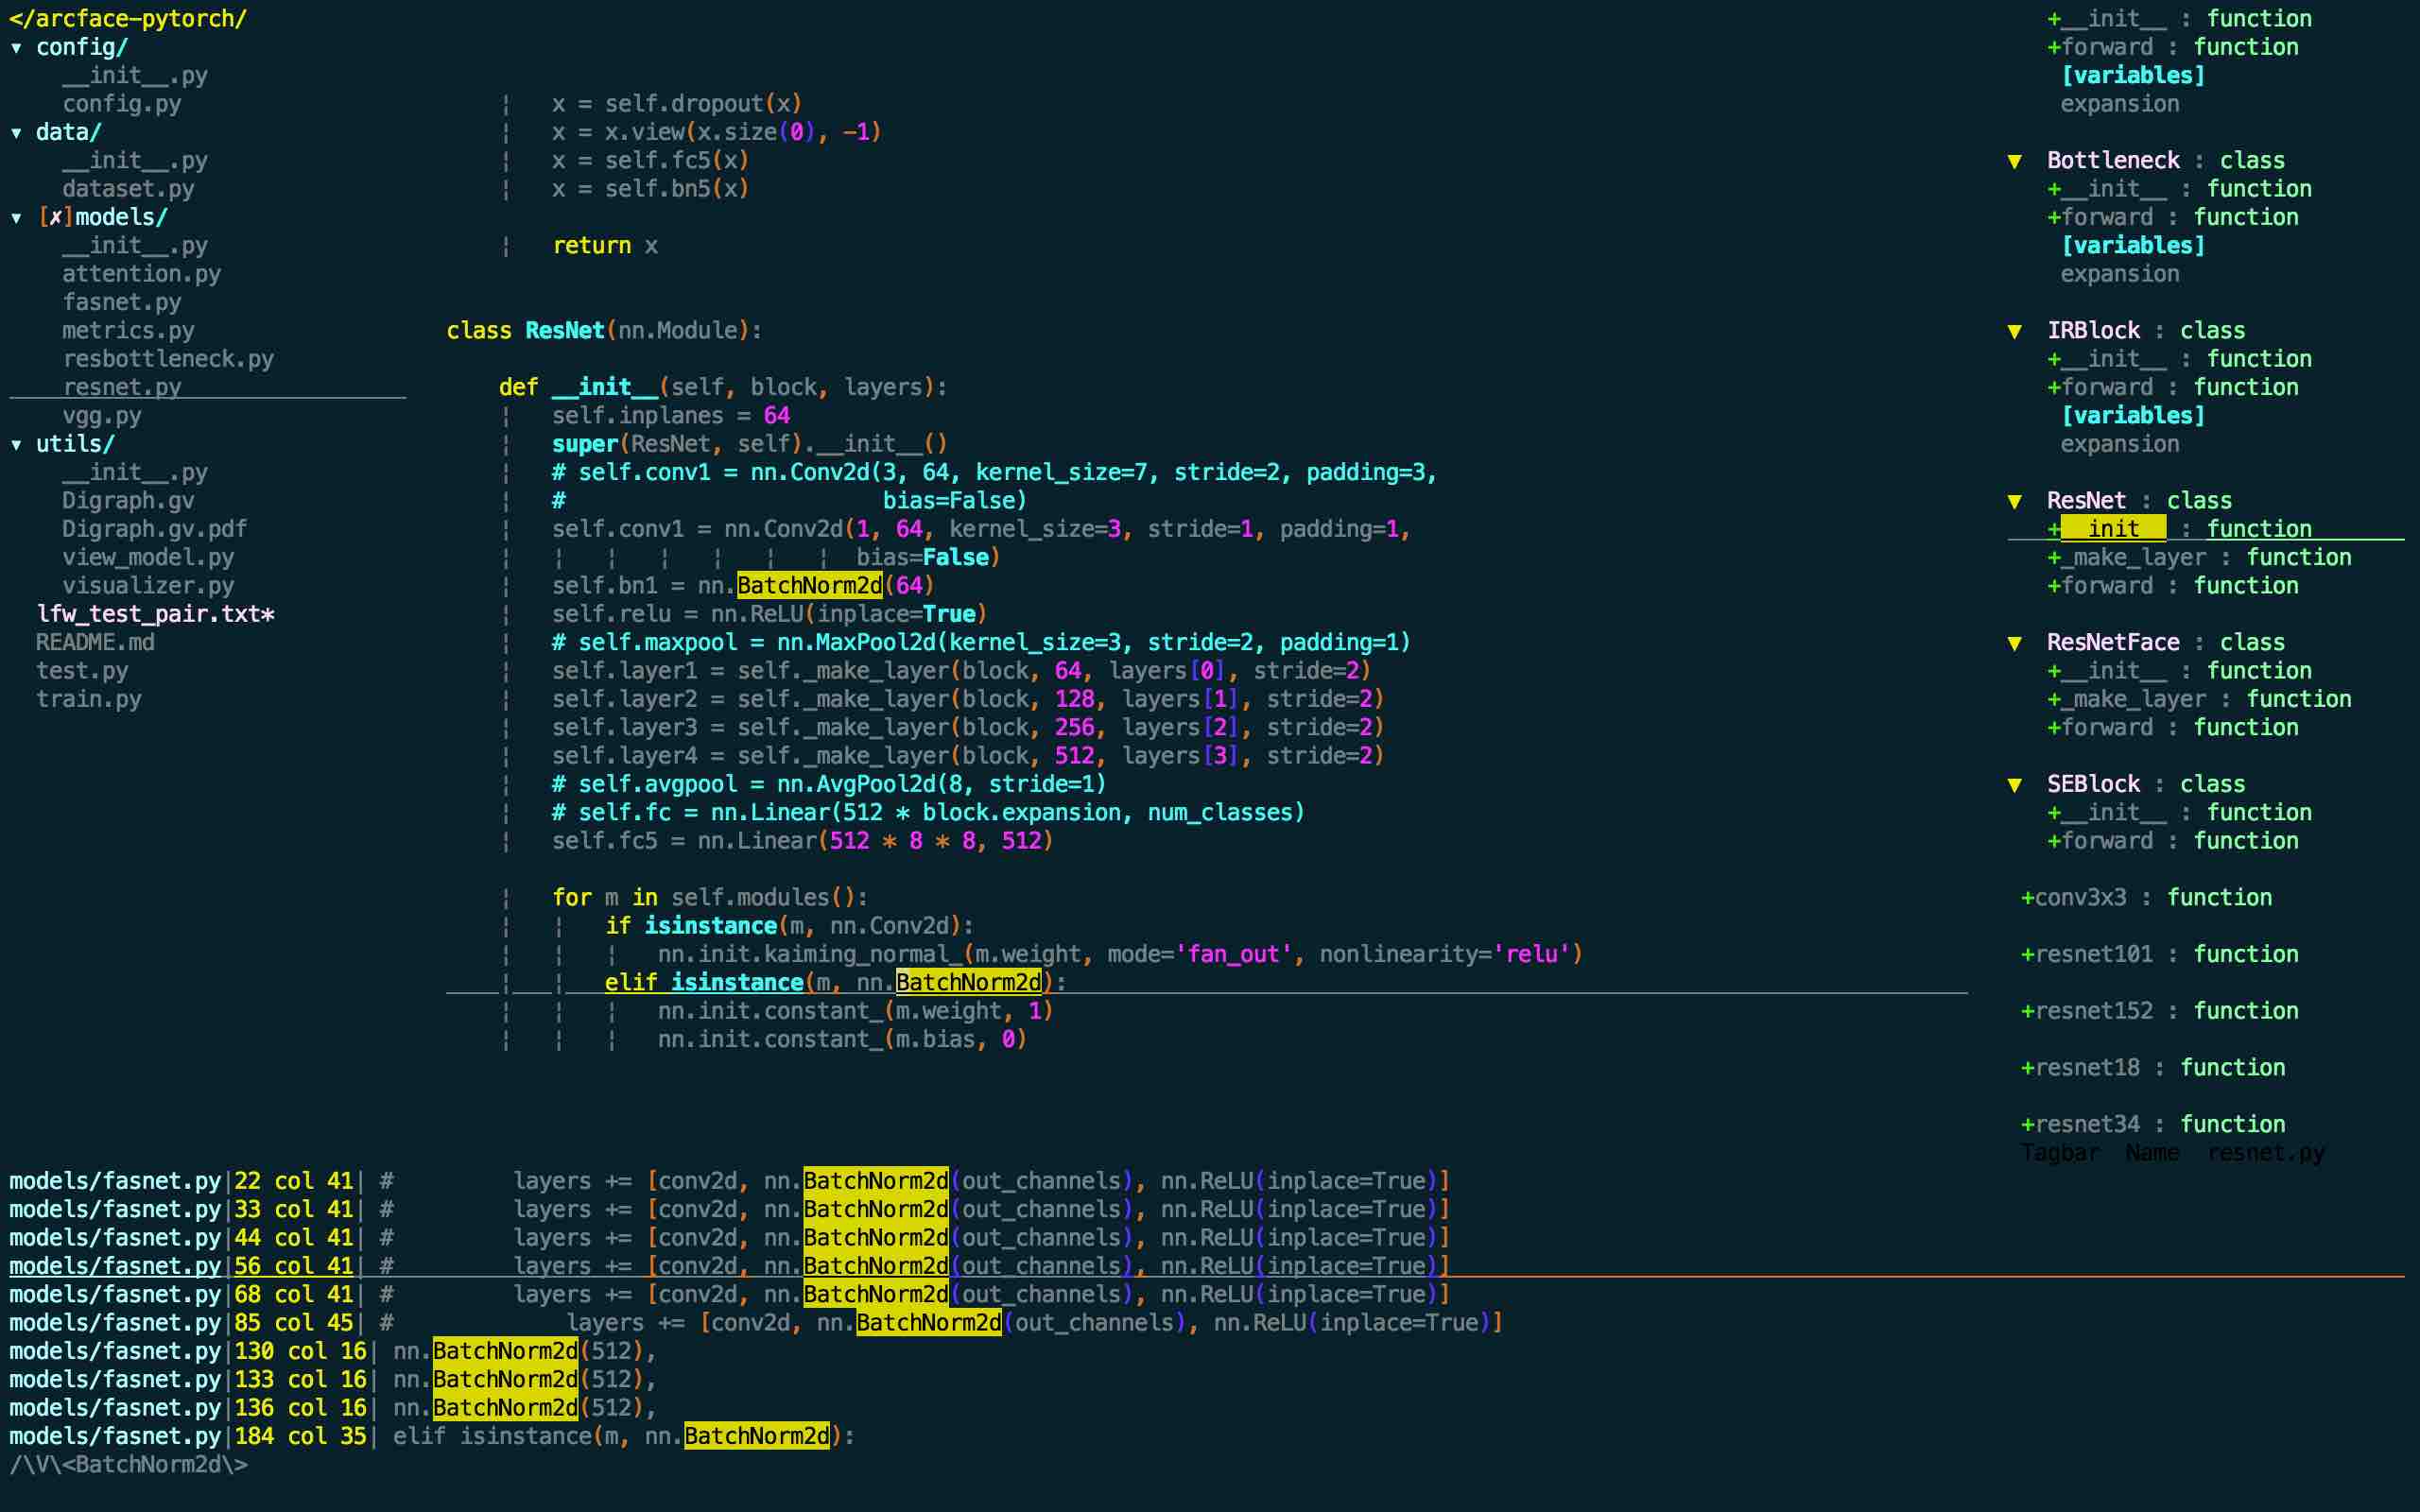 </arcface-pytorch/
▾ config/
__init__.py
config.py
▾ data/
__init__.py
dataset.py
▾ [✗]models/
__init__.py
attention.py
fasnet.py
metrics.py
resbottleneck.py
resnet.py
vgg.py
▾ utils/
__init__.py
Digraph.gv
Digraph.gv.pdf
view_model.py
visualizer.py
lfw_test_pair.txt*
README.md
test.py
train.py
¦   x = self.dropout(x)
¦   x = x.view(x.size(0), -1)
¦   x = self.fc5(x)
¦   x = self.bn5(x)
¦   return x
class ResNet(nn.Module):
def __init__(self, block, layers):
¦   self.inplanes = 64
¦   super(ResNet, self).__init__()
¦   # self.conv1 = nn.Conv2d(3, 64, kernel_size=7, stride=2, padding=3,
¦   #                        bias=False)
¦   self.conv1 = nn.Conv2d(1, 64, kernel_size=3, stride=1, padding=1,
¦   ¦   ¦   ¦   ¦   ¦   ¦  bias=False)
¦   self.bn1 = nn.BatchNorm2d(64)
¦   self.relu = nn.ReLU(inplace=True)
¦   # self.maxpool = nn.MaxPool2d(kernel_size=3, stride=2, padding=1)
¦   self.layer1 = self._make_layer(block, 64, layers[0], stride=2)
¦   self.layer2 = self._make_layer(block, 128, layers[1], stride=2)
¦   self.layer3 = self._make_layer(block, 256, layers[2], stride=2)
¦   self.layer4 = self._make_layer(block, 512, layers[3], stride=2)
¦   # self.avgpool = nn.AvgPool2d(8, stride=1)
¦   # self.fc = nn.Linear(512 * block.expansion, num_classes)
¦   self.fc5 = nn.Linear(512 * 8 * 8, 512)
¦   for m in self.modules():
¦   ¦   if isinstance(m, nn.Conv2d):
¦   ¦   ¦   nn.init.kaiming_normal_(m.weight, mode='fan_out', nonlinearity='relu')
¦   ¦   elif isinstance(m, nn.BatchNorm2d):
¦   ¦   ¦   nn.init.constant_(m.weight, 1)
¦   ¦   ¦   nn.init.constant_(m.bias, 0)
+__init__ : function
+forward : function
[variables]
expansion
▼ Bottleneck : class
+__init__ : function
+forward : function
[variables]
expansion
▼ IRBlock : class
+__init__ : function
+forward : function
[variables]
expansion
▼ ResNet : class
+__init__ : function
+_make_layer : function
+forward : function
▼ ResNetFace : class
+__init__ : function
+_make_layer : function
+forward : function
▼ SEBlock : class
+__init__ : function
+forward : function
+conv3x3 : function
+resnet101 : function
+resnet152 : function
+resnet18 : function
+resnet34 : function
Tagbar  Name  resnet.py
models/fasnet.py|22 col 41| #         layers += [conv2d, nn.BatchNorm2d(out_channels), nn.ReLU(inplace=True)]
models/fasnet.py|33 col 41| #         layers += [conv2d, nn.BatchNorm2d(out_channels), nn.ReLU(inplace=True)]
models/fasnet.py|44 col 41| #         layers += [conv2d, nn.BatchNorm2d(out_channels), nn.ReLU(inplace=True)]
models/fasnet.py|56 col 41| #         layers += [conv2d, nn.BatchNorm2d(out_channels), nn.ReLU(inplace=True)]
models/fasnet.py|68 col 41| #         layers += [conv2d, nn.BatchNorm2d(out_channels), nn.ReLU(inplace=True)]
models/fasnet.py|85 col 45| #             layers += [conv2d, nn.BatchNorm2d(out_channels), nn.ReLU(inplace=True)]
models/fasnet.py|130 col 16| nn.BatchNorm2d(512),
models/fasnet.py|133 col 16| nn.BatchNorm2d(512),
models/fasnet.py|136 col 16| nn.BatchNorm2d(512),
models/fasnet.py|184 col 35| elif isinstance(m, nn.BatchNorm2d):
/\V\<BatchNorm2d\>